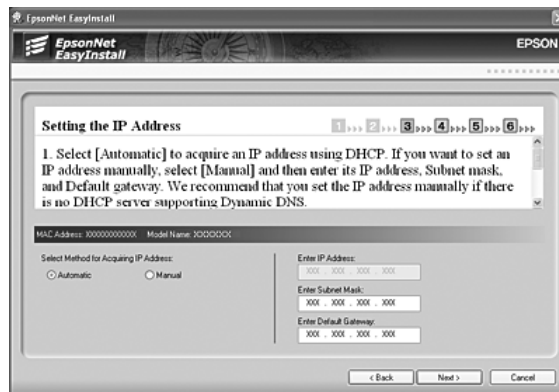 EpsonNet EasyInstall
EpsonNet
EasyInstall
EPSON
Setting the IP Address
1 >>> 2 >>> 3 >>> 4 >>> 5 >>> 6 >>>
1. Select [Automatic] to acquire an IP address using DHCP. If you want to set an
IP address manually, select [Manual] and then enter its IP address, Subnet mask,
and Default gateway. We recommend that you set the IP address manually if there
is no DHCP server supporting Dynamic DNS.
MAC Address: XXXXXXXXXXXX Model Name: XXXXXXX
Select Method for Acquiring IP Address:
Automatic Manual
Enter IP Address:
XXX . XXX . XXX . XXX
Enter Subnet Mask:
XXX . XXX . XXX . XXX
Enter Default Gateway:
XXX . XXX . XXX . XXX
< Back Next > Cancel